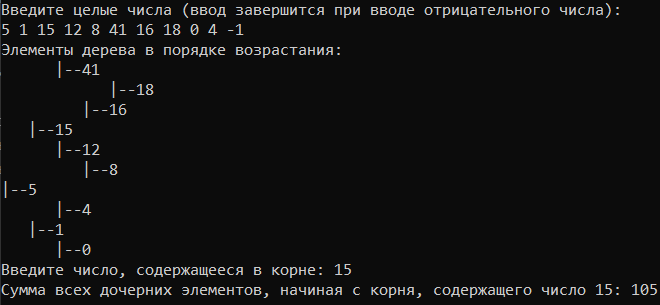 Введите целые числа (ввод завершится при вводе отрицательного числа):
5 1 15 12 8 41 16 18 0 4 -1
Элементы дерева в порядке возрастания:
      |--41
            |--18
         |--16
   |--15
      |--12
         |--8
|--5
      |--4
   |--1
      |--0
Введите число, содержащееся в корне: 15
Сумма всех дочерних элементов, начиная с корня, содержащего число 15: 105